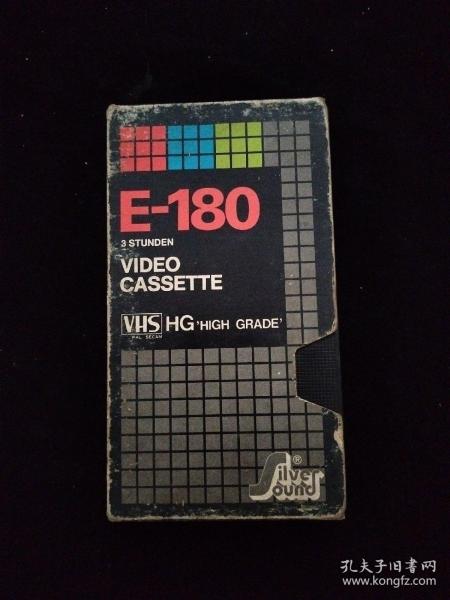 E-180
3 STUNDEN
VIDEO
CASSETTE
VHS HG 'HIGH GRADE'
PAL SECAM
Silver ®
Sound
孔夫子旧书网
www.kongfz.com